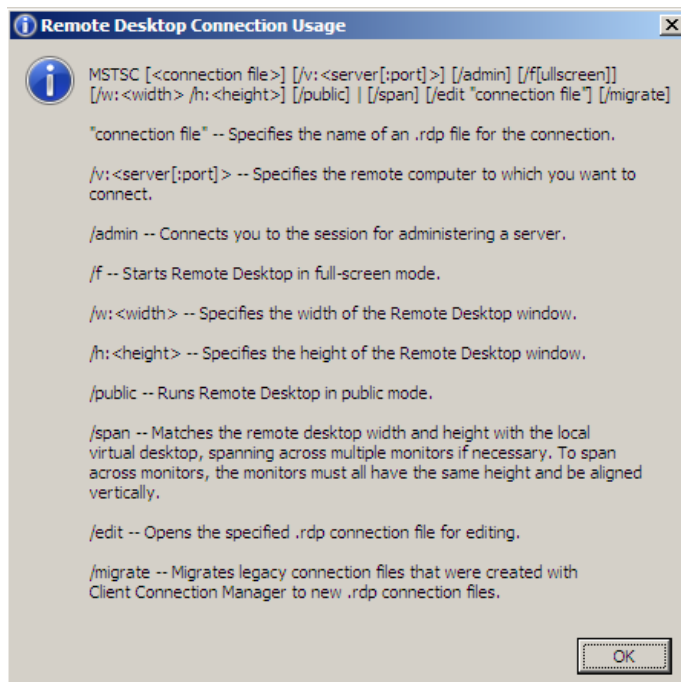 Remote Desktop Connection Usage
MSTSC [<connection file>] [/v:<server[:port]>] [/admin] [/f[ullscreen]]
[/w:<width> /h:<height>] [/public] | [/span] [/edit "connection file"] [/migrate]
"connection file" -- Specifies the name of an .rdp file for the connection.
/v:<server[:port]> -- Specifies the remote computer to which you want to
connect.
/admin -- Connects you to the session for administering a server.
/f -- Starts Remote Desktop in full-screen mode.
/w:<width> -- Specifies the width of the Remote Desktop window.
/h:<height> -- Specifies the height of the Remote Desktop window.
/public -- Runs Remote Desktop in public mode.
/span -- Matches the remote desktop width and height with the local
virtual desktop, spanning across multiple monitors if necessary. To span
across monitors, the monitors must all have the same height and be aligned
vertically.
/edit -- Opens the specified .rdp connection file for editing.
/migrate -- Migrates legacy connection files that were created with
Client Connection Manager to new .rdp connection files.
OK